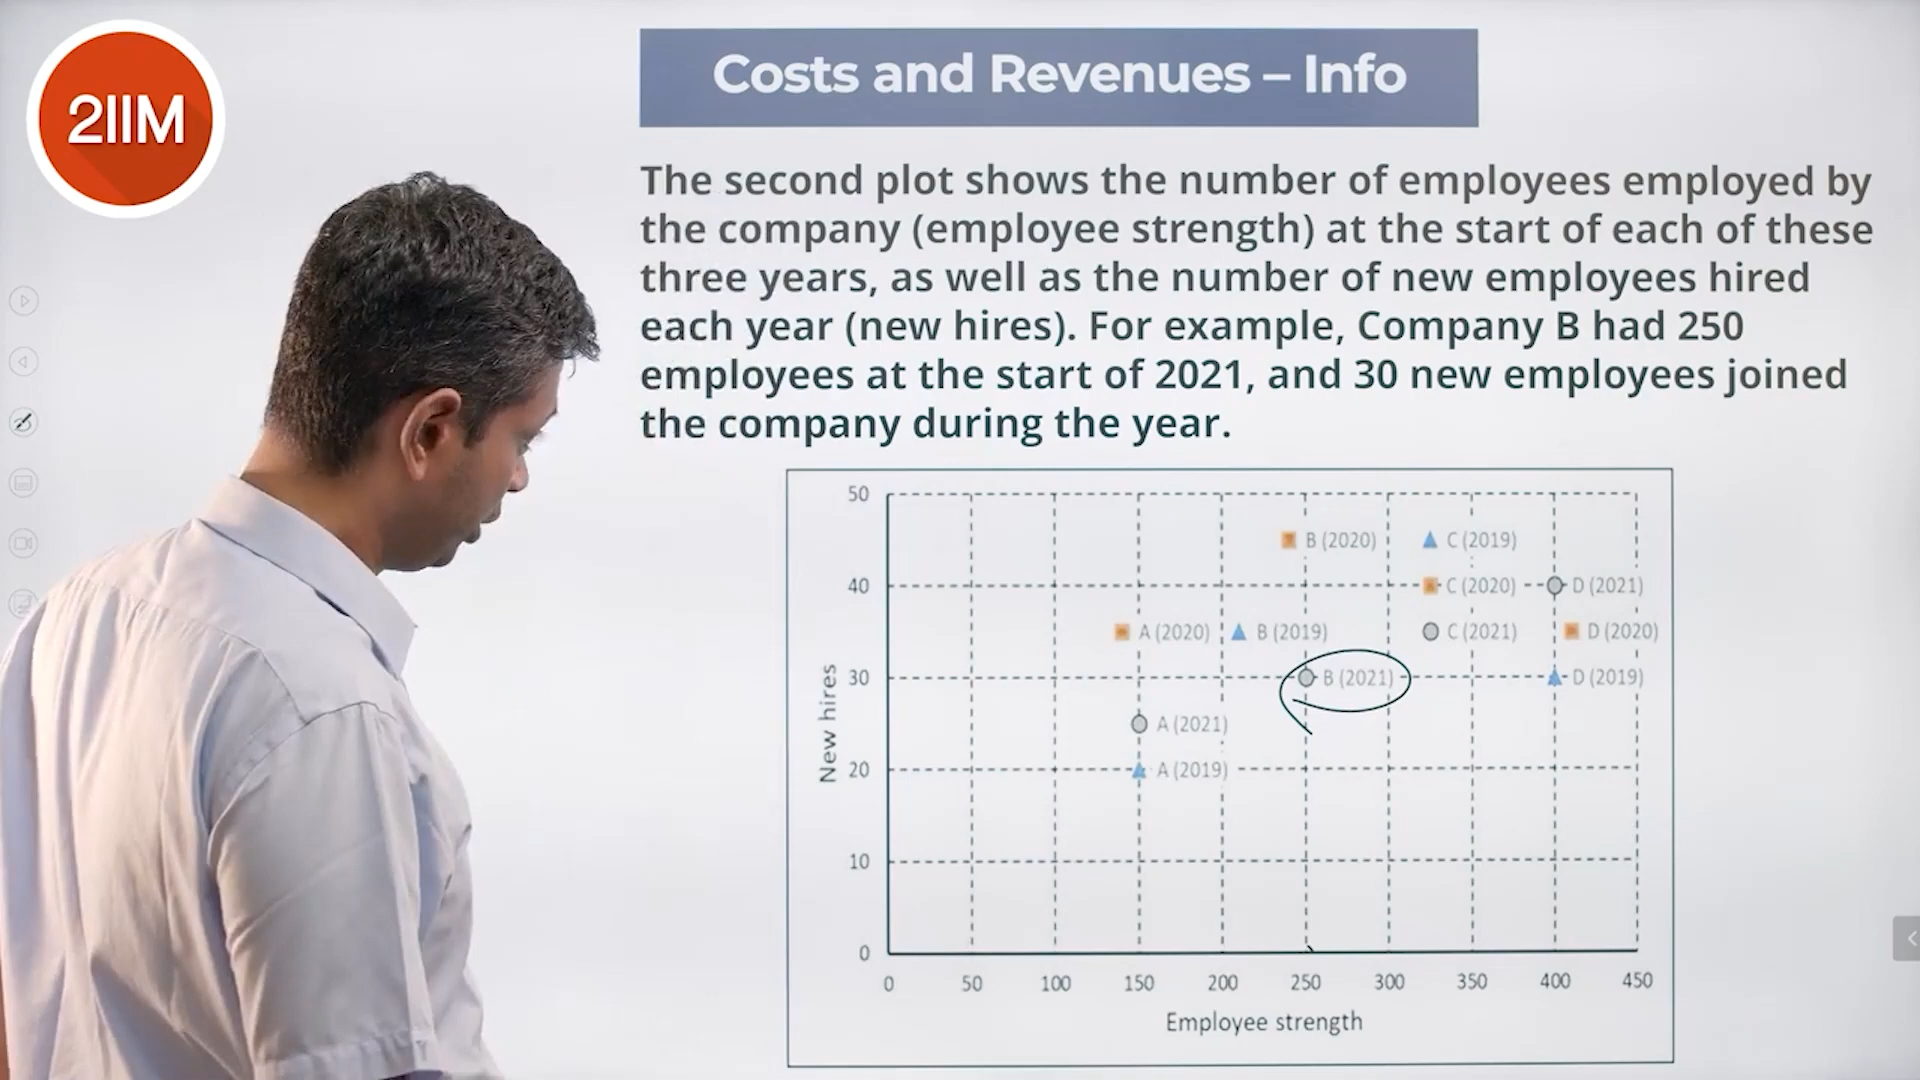 2IIM
Costs and Revenues – Info
The second plot shows the number of employees employed by
the company (employee strength) at the start of each of these
three years, as well as the number of new employees hired
each year (new hires). For example, Company B had 250
employees at the start of 2021, and 30 new employees joined
the company during the year.
50
B (2020) C (2019)
40 C (2020) D (2021)
A (2020) B (2019) C (2021) D (2020)
30 B (2021) D (2019)
A (2021)
20 A (2019)
10
0
New hires
0 50 100 150 200 250 300 350 400 450
Employee strength